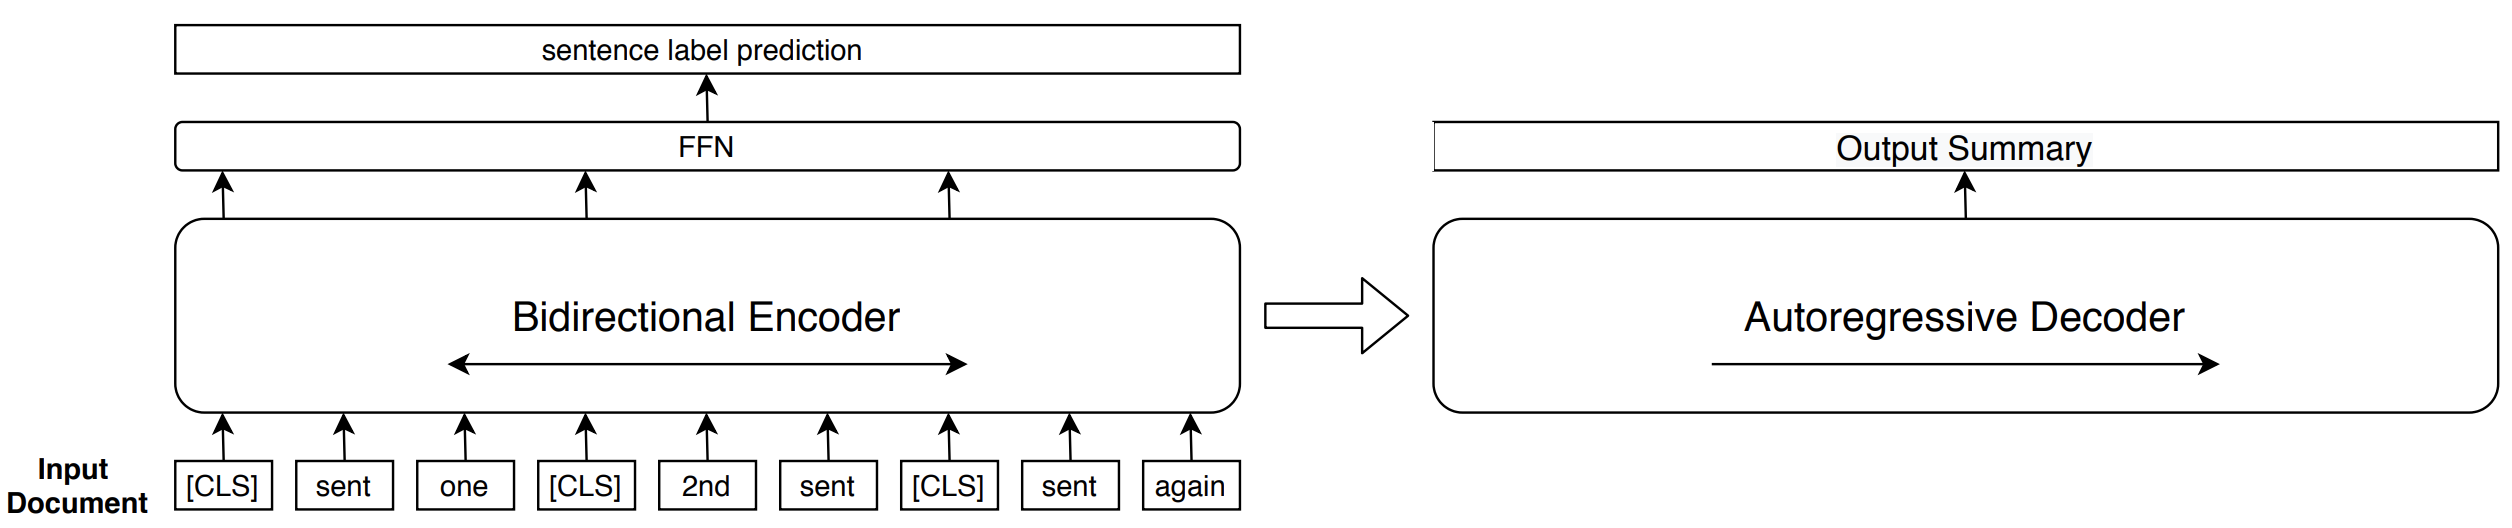 sentence label prediction
FFN
Output Summary
Bidirectional Encoder
Autoregressive Decoder
Input
Document
[CLS] sent one [CLS] 2nd sent [CLS] sent again